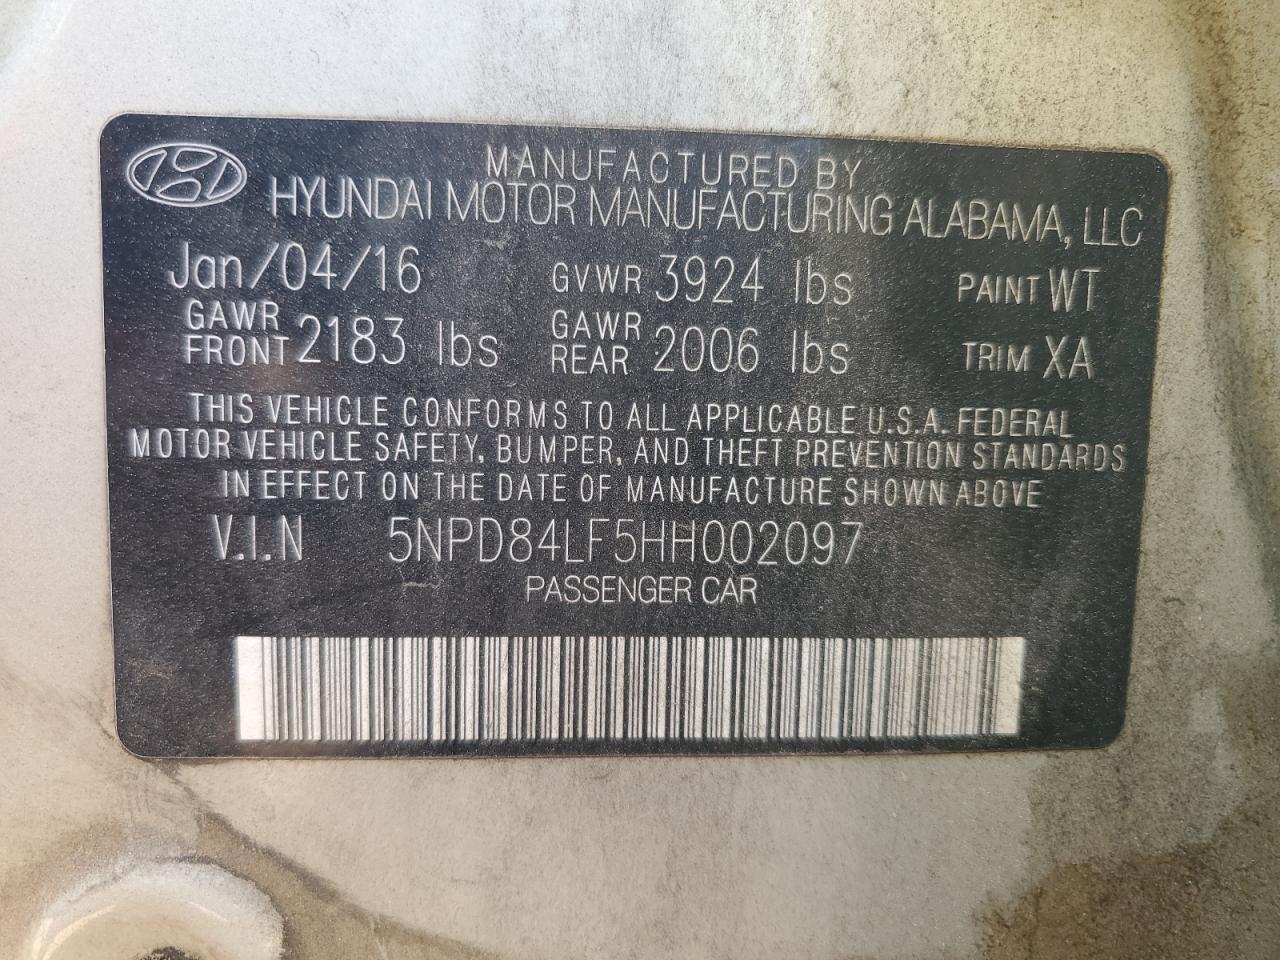 MANUFACTURED BY
HYUNDAI MOTOR MANUFACTURING ALABAMA, LLC
Jan/04/16 GVWR 3924 lbs PAINT WT
GAWR FRONT 2183 lbs GAWR REAR 2006 lbs TRIM XA
THIS VEHICLE CONFORMS TO ALL APPLICABLE U.S.A. FEDERAL
MOTOR VEHICLE SAFETY, BUMPER, AND THEFT PREVENTION STANDARDS
IN EFFECT ON THE DATE OF MANUFACTURE SHOWN ABOVE
V.I.N 5NPD84LF5HH002097
PASSENGER CAR